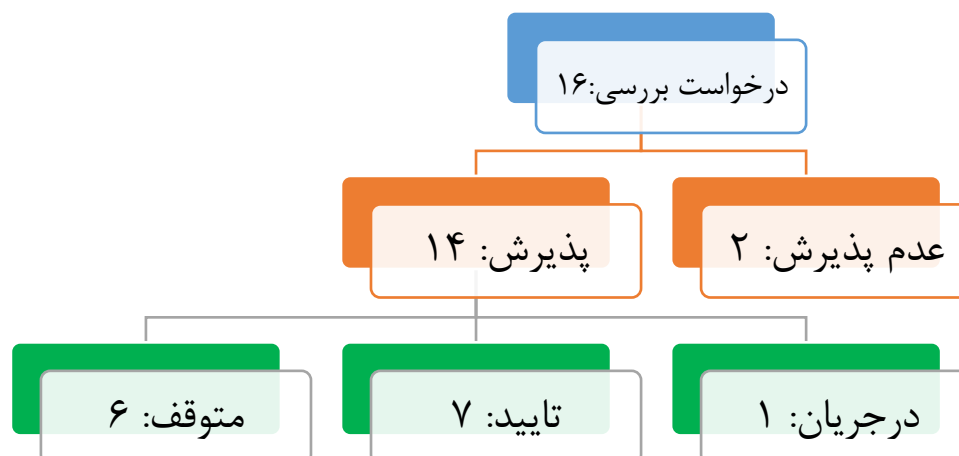 درخواست بررسی:۱۶
عدم پذیرش: ۲
پذیرش: ۱۴
درجریان: ۱
تایید: ۷
متوقف: ۶